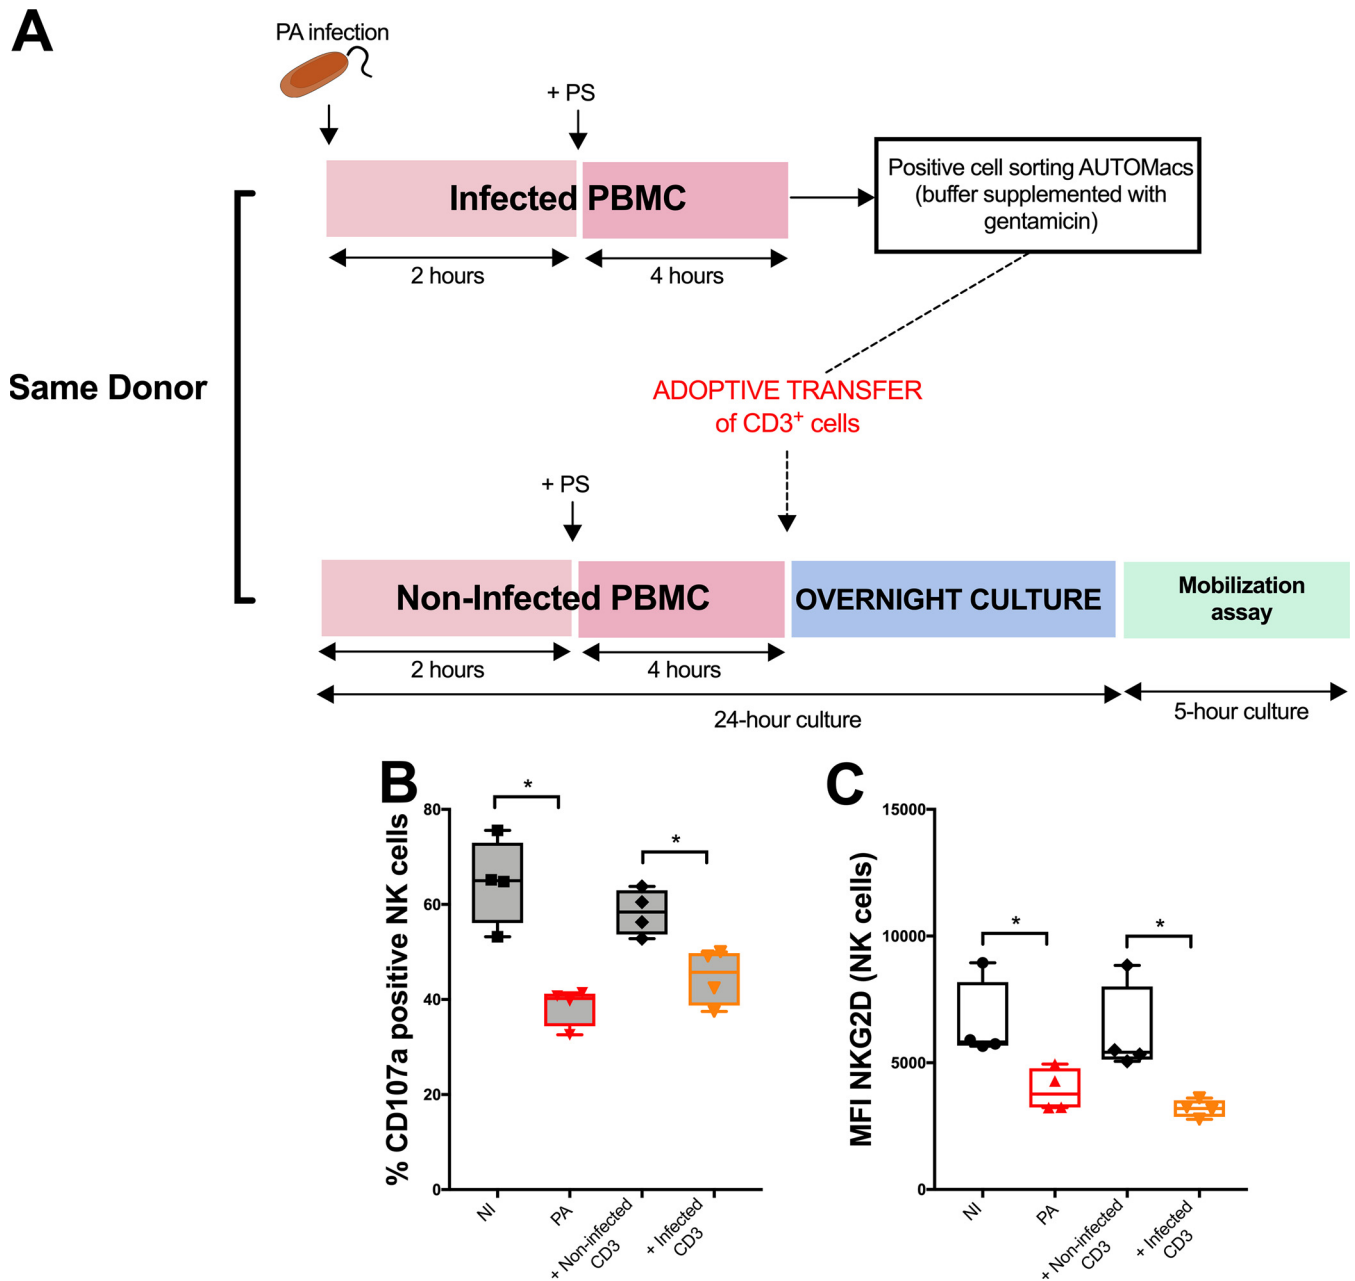 A
PA infection
+ PS
Infected PBMC
2 hours
4 hours
Positive cell sorting AUTOMacs
(buffer supplemented with
gentamicin)
Same Donor
ADOPTIVE TRANSFER
of CD3+ cells
+ PS
Non-Infected PBMC
OVERNIGHT CULTURE
Mobilization
assay
2 hours
4 hours
24-hour culture
5-hour culture
B
% CD107a positive NK cells
80
60
40
20
0
*
*
NI
PA
+ Non-infected
CD3
+ Infected
CD3
C
MFI NKG2D (NK cells)
15000
10000
5000
0
*
*
NI
PA
+ Non-infected
CD3
+ Infected
CD3